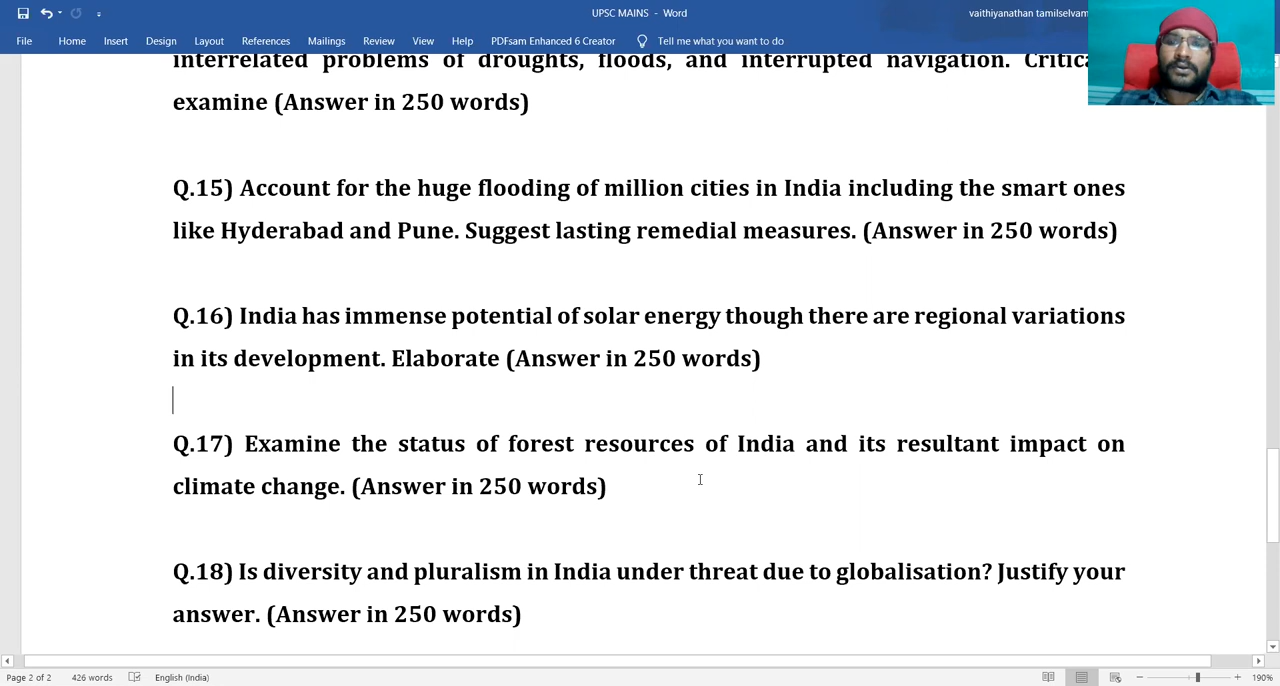 UPSC MAINS - Word
vaithiyanathan tamilselvam
File Home Insert Design Layout References Mailings Review View Help PDFsam Enhanced 6 Creator Tell me what you want to do
interrelated problems of droughts, floods, and interrupted navigation.
examine (Answer in 250 words)
Q.15) Account for the huge flooding of million cities in India including the smart ones
like Hyderabad and Pune. Suggest lasting remedial measures. (Answer in 250 words)
Q.16) India has immense potential of solar energy though there are regional variations
in its development. Elaborate (Answer in 250 words)
Q.17) Examine the status of forest resources of India and its resultant impact on
climate change. (Answer in 250 words)
Q.18) Is diversity and pluralism in India under threat due to globalisation? Justify your
answer. (Answer in 250 words)
Page 2 of 2 426 words English (India) 190%